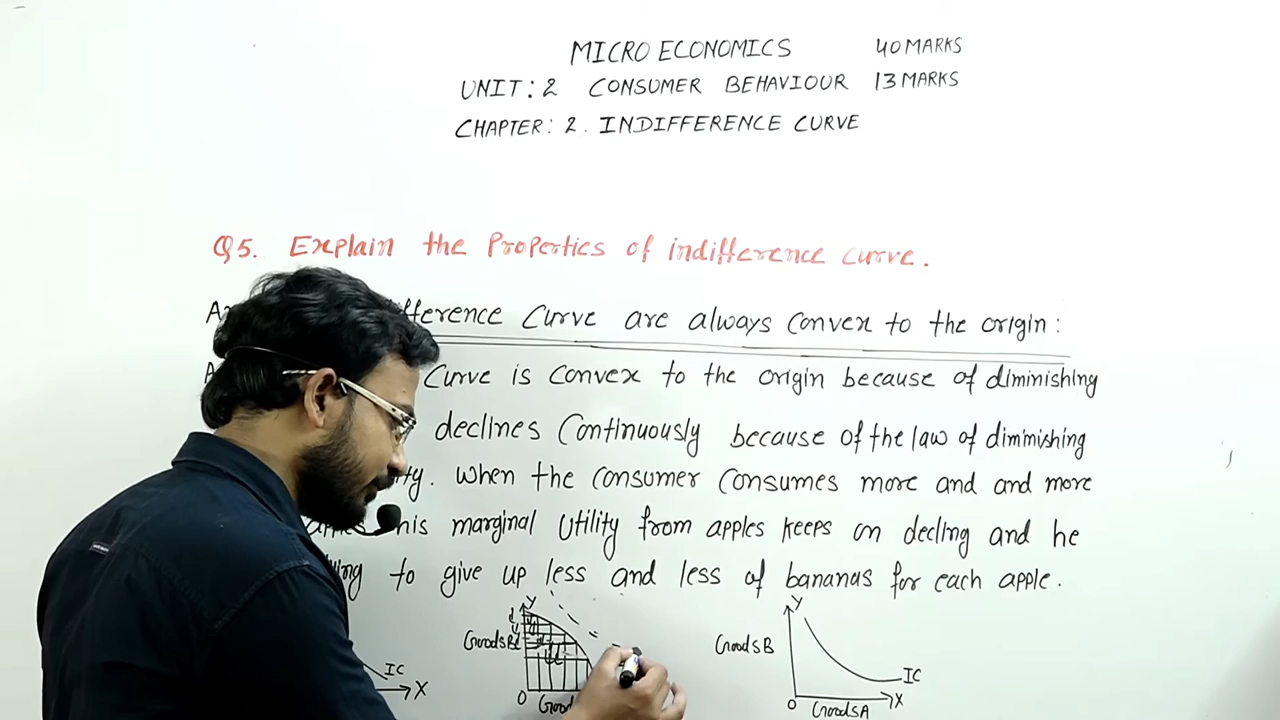 MICRO ECONOMICS 40 MARKS
UNIT: 2 CONSUMER BEHAVIOUR 13 MARKS
CHAPTER: 2. INDIFFERENCE CURVE
Q5. Explain the Properties of indifference curve.
Curve are always Convex to the origin:
Curve is Convex to the origin because of diminishing
declines Continuously because of the law of diminishing
When the Consumer Consumes more and and more
his marginal Utility from apples keeps on decling and he
to give up less and less of bananas for each apple.
IC X
Y GoodsB O
Y GoodsB IC O X GoodsA